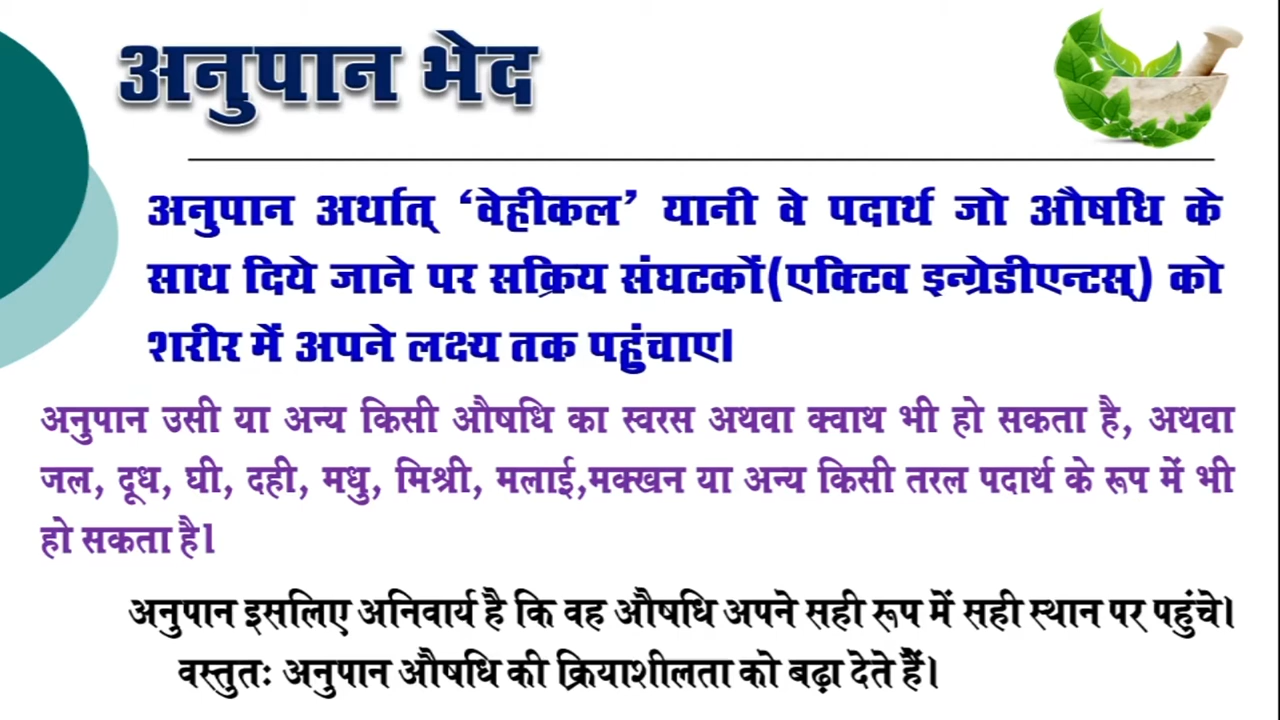 अनुपान भेद
अनुपान अर्थात् ‘वेहीकल’ यानी वे पदार्थ जो औषधि के
साथ दिये जाने पर सक्रिय संघटकों(एक्टिव इन्ग्रेडीएन्टस्) को
शरीर में अपने लक्ष्य तक पहुंचाए।
अनुपान उसी या अन्य किसी औषधि का स्वरस अथवा क्वाथ भी हो सकता है, अथवा
जल, दूध, घी, दही, मधु, मिश्री, मलाई,मक्खन या अन्य किसी तरल पदार्थ के रूप में भी
हो सकता है।
अनुपान इसलिए अनिवार्य है कि वह औषधि अपने सही रूप में सही स्थान पर पहुंचे।
वस्तुतः अनुपान औषधि की क्रियाशीलता को बढ़ा देते हैं।